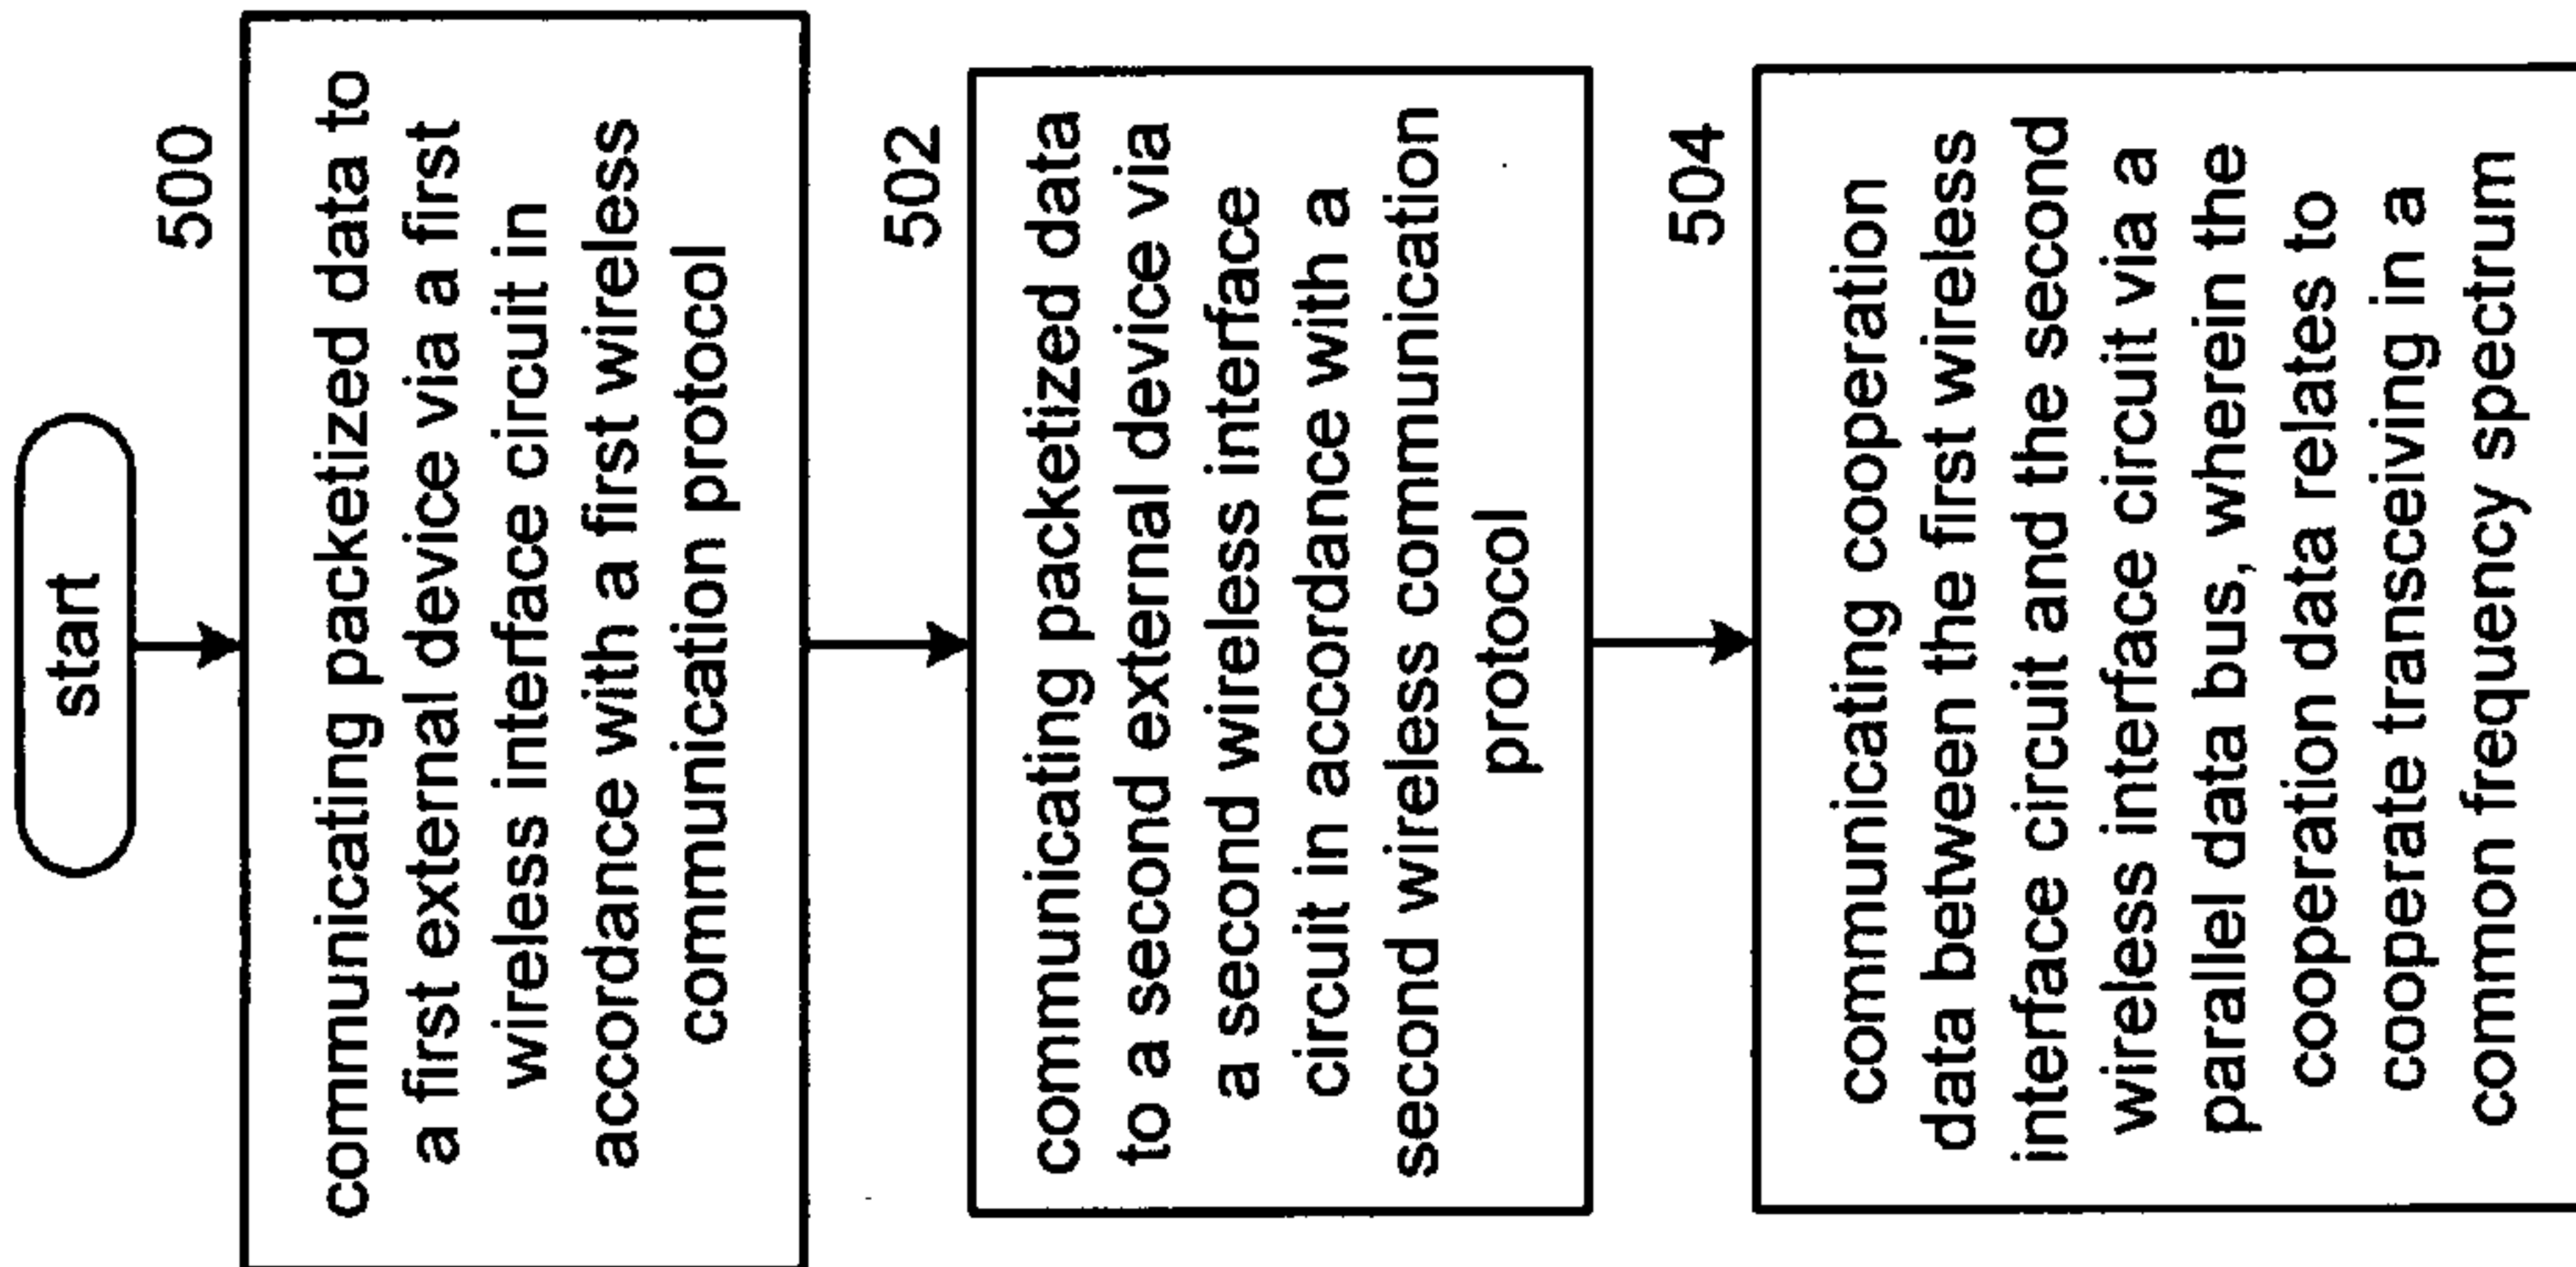 start
500
communicating packetized data to
a first external device via a first
wireless interface circuit in
accordance with a first wireless
communication protocol
502
communicating packetized data
to a second external device via
a second wireless interface
circuit in accordance with a
second wireless communication
protocol
504
communicating cooperation
data between the first wireless
interface circuit and the second
wireless interface circuit via a
parallel data bus, wherein the
cooperation data relates to
cooperate transceiving in a
common frequency spectrum